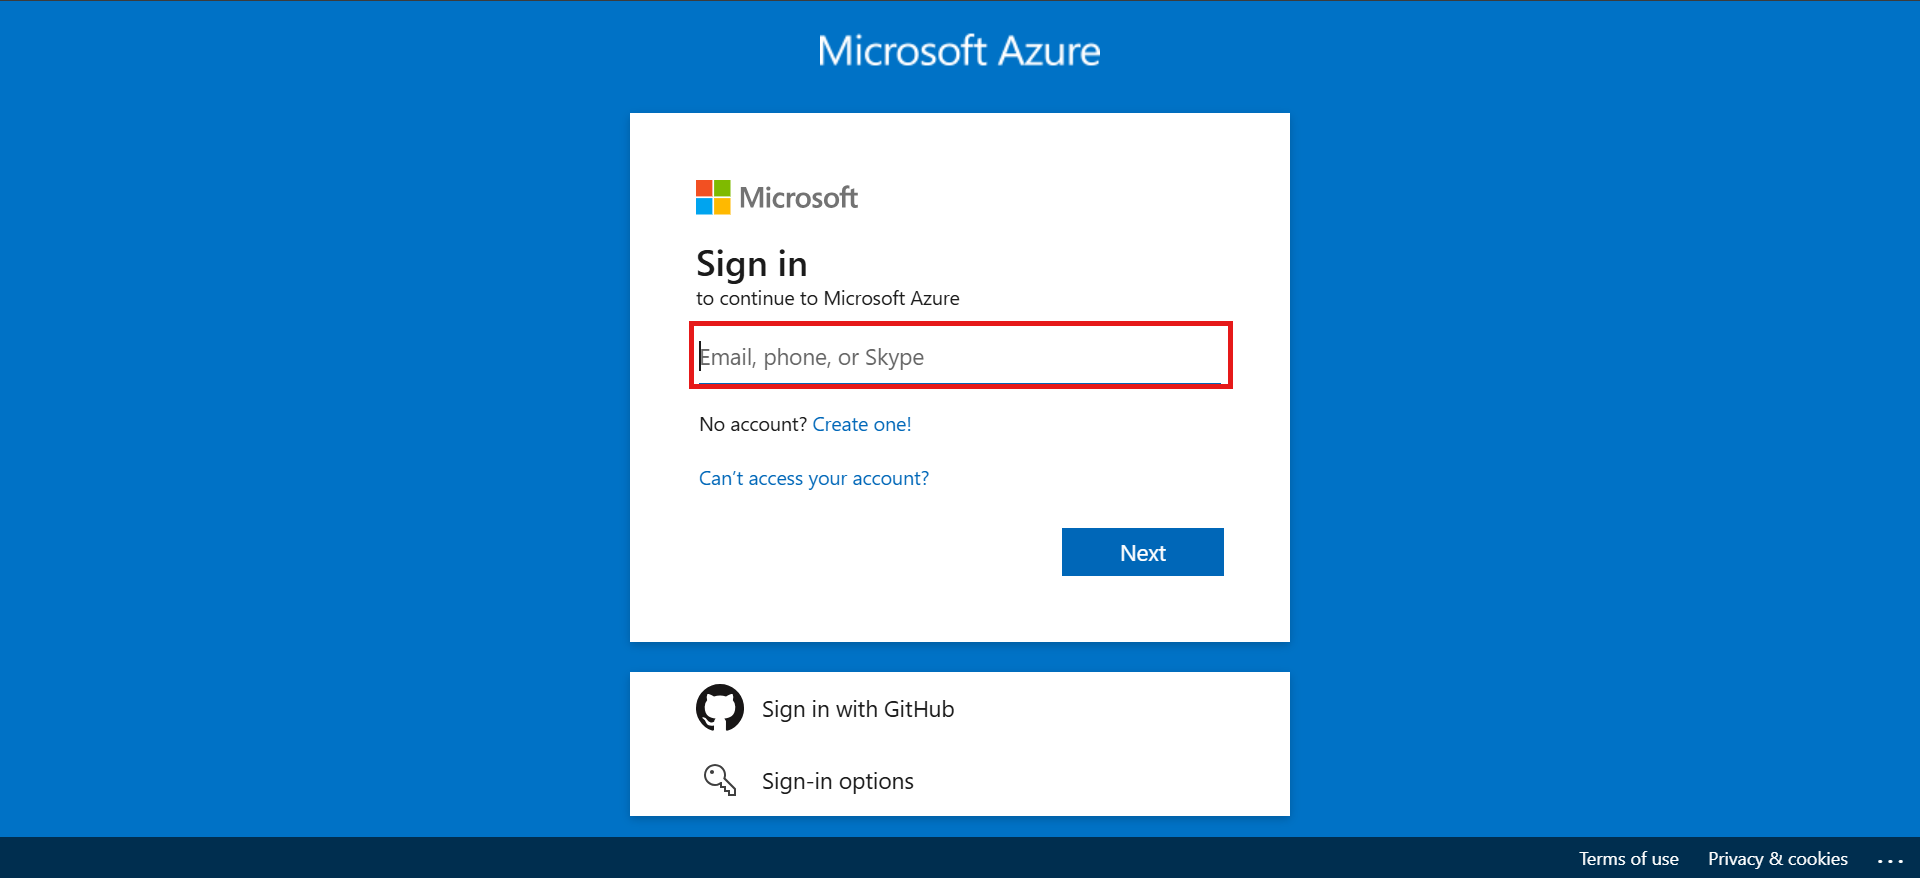 Microsoft Azure
Microsoft
Sign in
to continue to Microsoft Azure
Email, phone, or Skype
No account? Create one!
Can’t access your account?
Next
Sign in with GitHub
Sign-in options
Terms of use Privacy & cookies ...